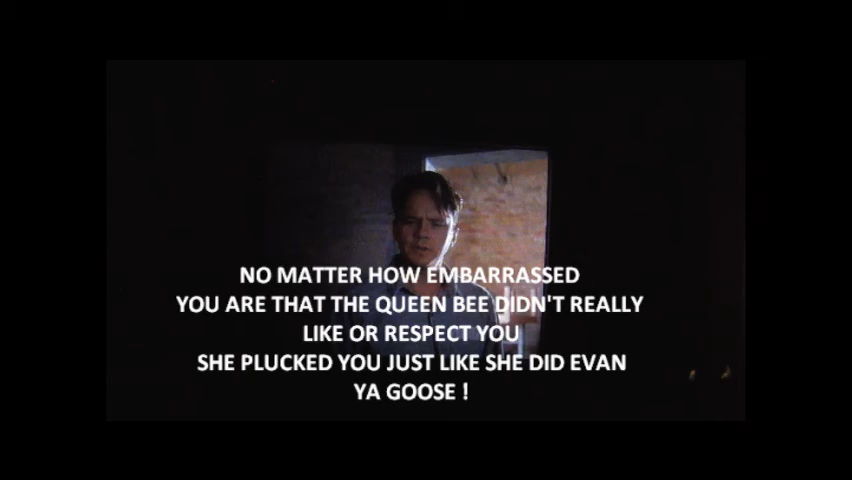 NO MATTER HOW EMBARRASSED
YOU ARE THAT THE QUEEN BEE DIDN'T REALLY
LIKE OR RESPECT YOU
SHE PLUCKED YOU JUST LIKE SHE DID EVAN
YA GOOSE !